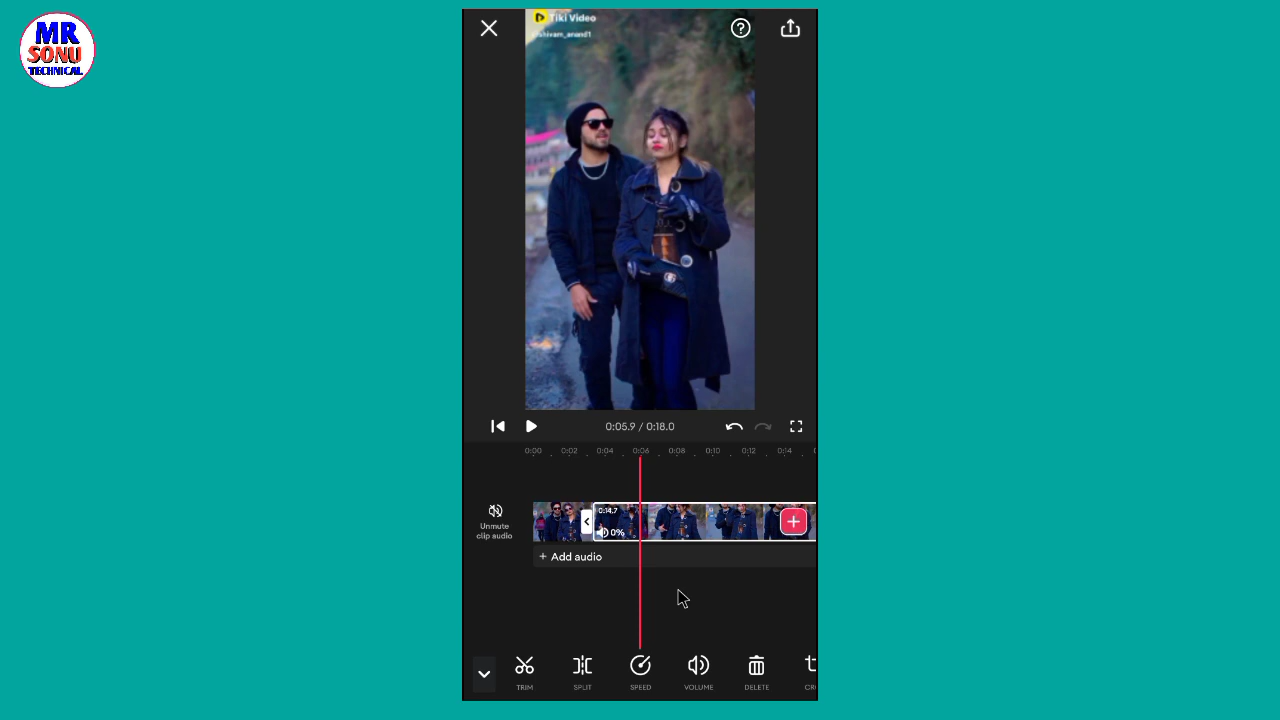 MR
SONU
TECHNICAL
Tiki Video
shivam_anand1
0:05.9 / 0:18.0
0:00 0:02 0:04 0:06 0:08 0:10 0:12 0:14
0:14.7
0%
Unmute
clip audio
+ Add audio
TRIM SPLIT SPEED VOLUME DELETE